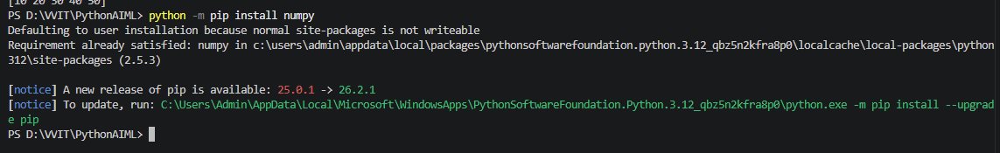 [10 20 30 40 50]
PS D:\VVIT\PythonAIML> python -m pip install numpy
Defaulting to user installation because normal site-packages is not writeable
Requirement already satisfied: numpy in c:\users\admin\appdata\local\packages\pythonsoftwarefoundation.python.3.12_qbz5n2kfra8p0\localcache\local-packages\python
312\site-packages (2.5.3)
[notice] A new release of pip is available: 25.0.1 -> 26.2.1
[notice] To update, run: C:\Users\Admin\AppData\Local\Microsoft\WindowsApps\PythonSoftwareFoundation.Python.3.12_qbz5n2kfra8p0\python.exe -m pip install --upgrad
e pip
PS D:\VVIT\PythonAIML>